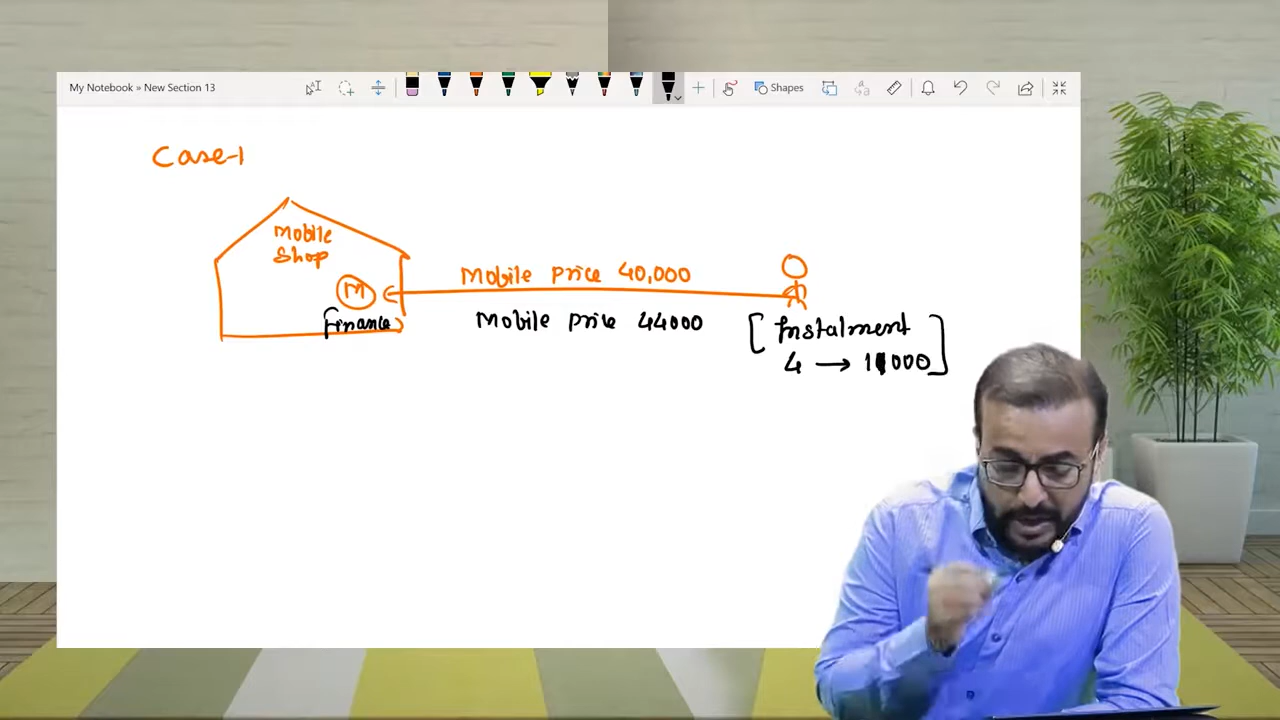 My Notebook » New Section 13
Shapes
Case-1
Mobile
Shop
M
Finance
Mobile price 40,000
Mobile price 44000
[ Instalment
4 → 11000 ]